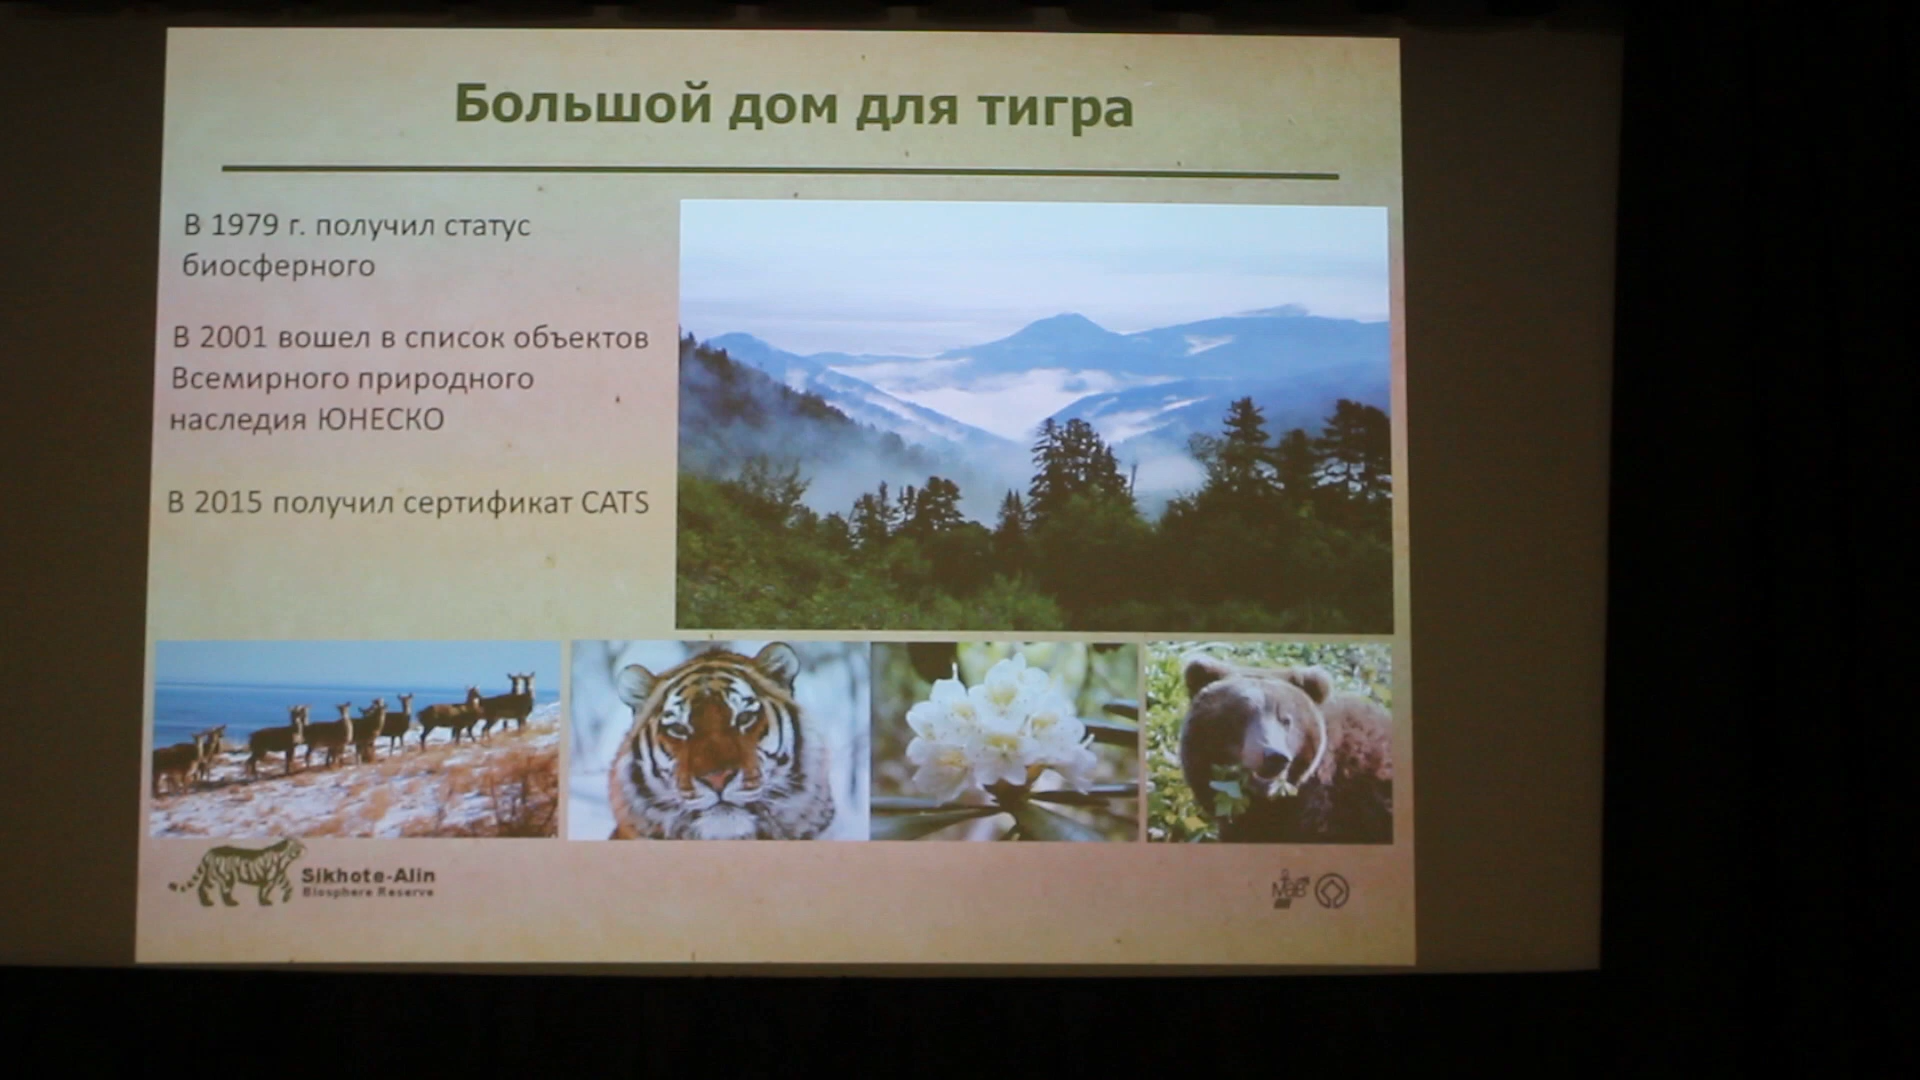 Большой дом для тигра
В 1979 г. получил статус
биосферного
В 2001 вошел в список объектов
Всемирного природного
наследия ЮНЕСКО
В 2015 получил сертификат CATS
Sikhote-Alin
Biosphere Reserve
MaB